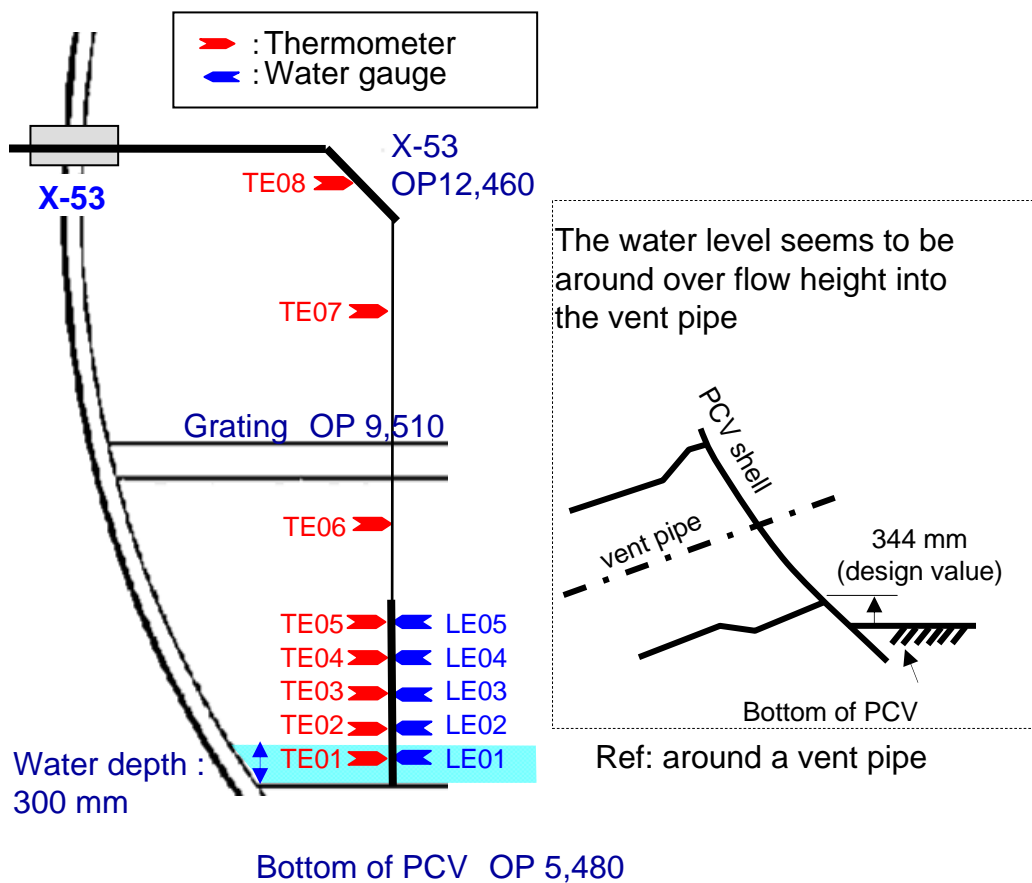 : Thermometer
: Water gauge
X-53
X-53
OP12,460
TE08
TE07
Grating OP 9,510
TE06
TE05
LE05
TE04
LE04
TE03
LE03
TE02
LE02
TE01
LE01
Water depth :
300 mm
Bottom of PCV OP 5,480
The water level seems to be
around over flow height into
the vent pipe
PCV shell
vent pipe
344 mm
(design value)
Bottom of PCV
Ref: around a vent pipe